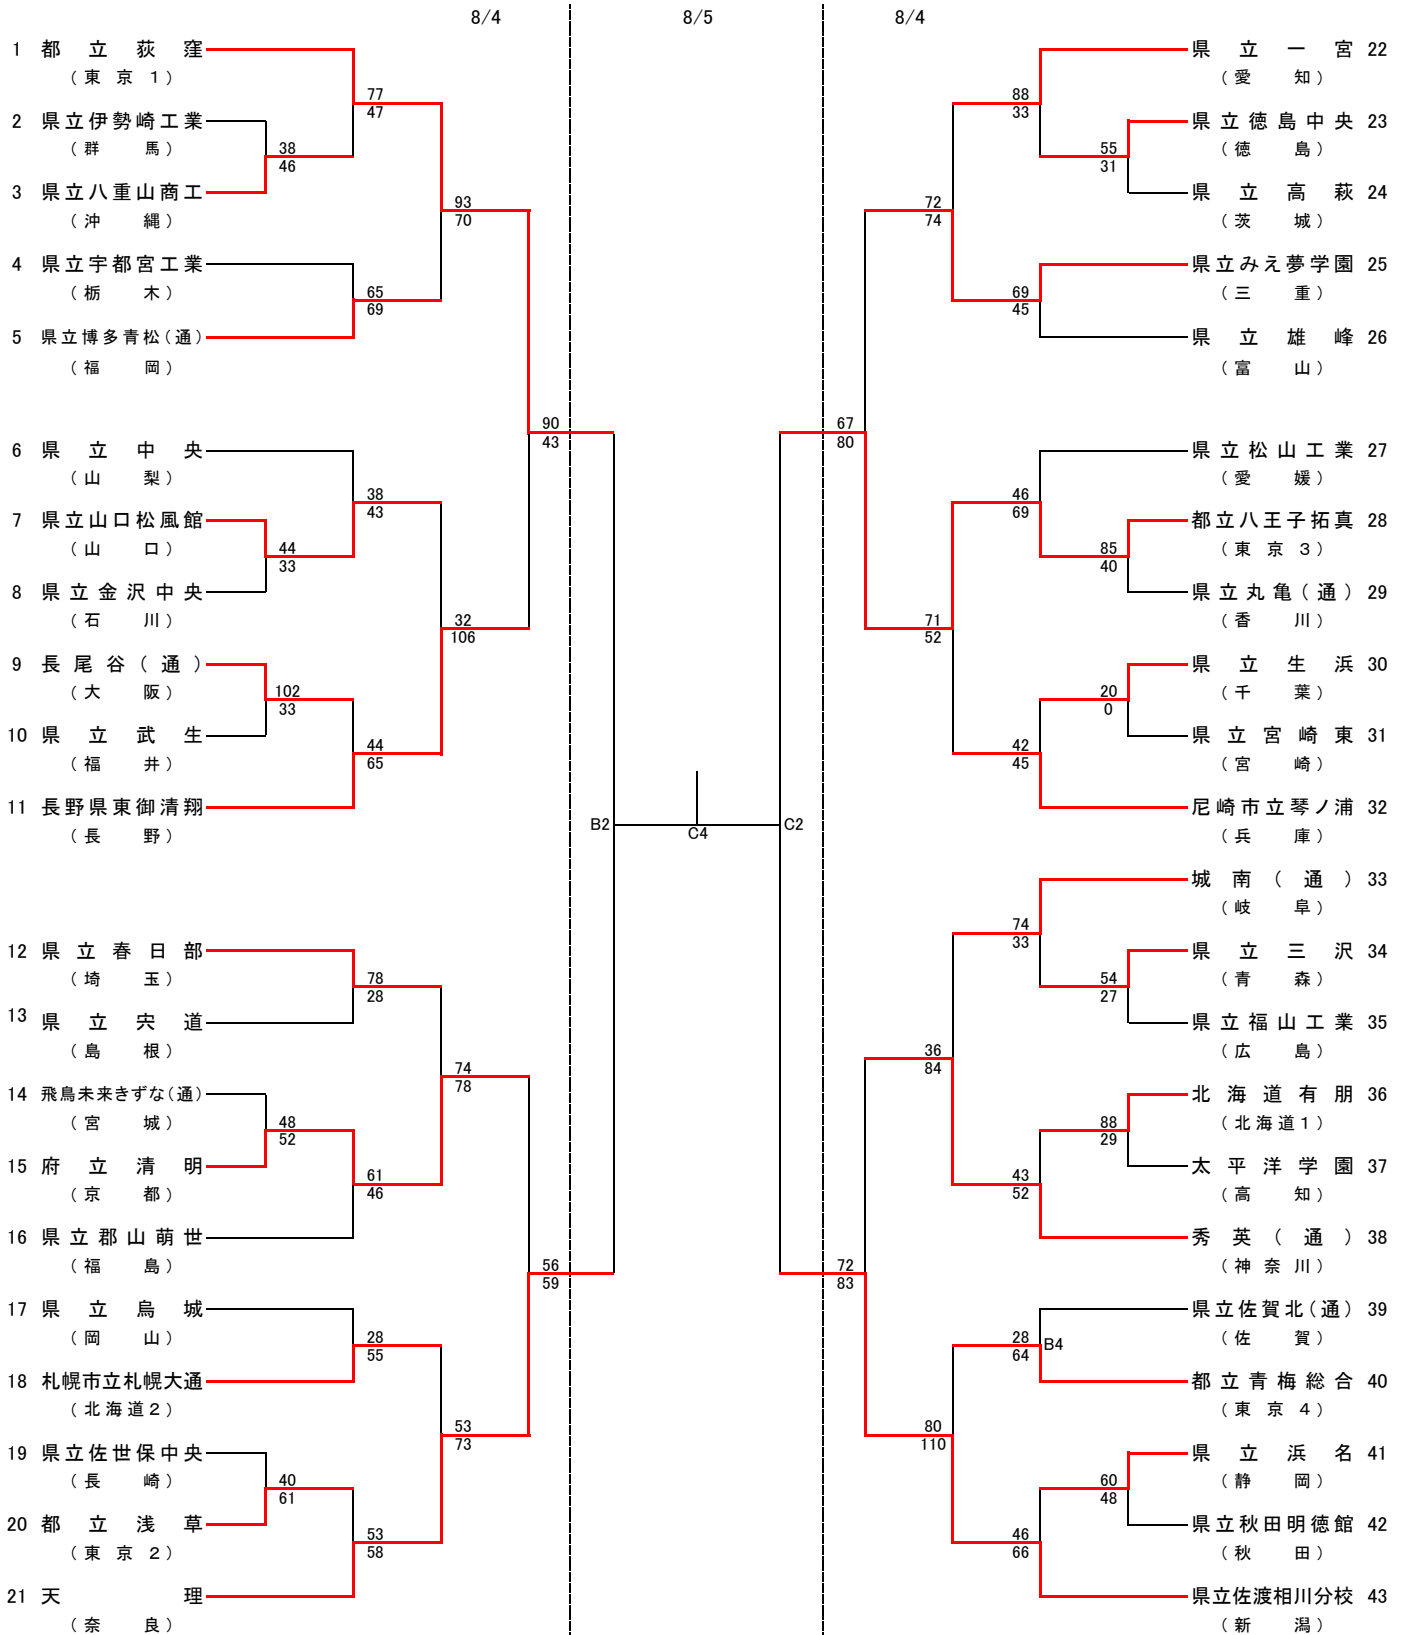 8/4
8/5
8/4
1 都立荻窪
(東京1)
2 県立伊勢崎工業
(群馬)
3 県立八重山商工
(沖縄)
4 県立宇都宮工業
(栃木)
5 県立博多青松(通)
(福岡)
6 県立中央
(山梨)
7 県立山口松風館
(山口)
8 県立金沢中央
(石川)
9 長尾谷(通)
(大阪)
10 県立武生
(福井)
11 長野県東御清翔
(長野)
12 県立春日部
(埼玉)
13 県立宍道
(島根)
14 飛鳥未来きずな(通)
(宮城)
15 府立清明
(京都)
16 県立郡山萌世
(福島)
17 県立烏城
(岡山)
18 札幌市立札幌大通
(北海道2)
19 県立佐世保中央
(長崎)
20 都立浅草
(東京2)
21 天理
(奈良)
38
46
44
33
102
33
48
52
40
61
77
47
65
69
38
43
44
65
78
28
61
46
28
55
53
58
93
70
32
106
74
78
53
73
90
43
56
59
B2
C4
C2
67
80
72
83
72
74
71
52
36
84
80
110
88
33
69
45
46
69
42
45
74
33
43
52
28
64
B4
46
66
55
31
85
40
20
0
54
27
88
29
60
48
県立一宮 22
(愛知)
県立徳島中央 23
(徳島)
県立高萩 24
(茨城)
県立みえ夢学園 25
(三重)
県立雄峰 26
(富山)
県立松山工業 27
(愛媛)
都立八王子拓真 28
(東京3)
県立丸亀(通) 29
(香川)
県立生浜 30
(千葉)
県立宮崎東 31
(宮崎)
尼崎市立琴ノ浦 32
(兵庫)
城南(通) 33
(岐阜)
県立三沢 34
(青森)
県立福山工業 35
(広島)
北海道有朋 36
(北海道1)
太平洋学園 37
(高知)
秀英(通) 38
(神奈川)
県立佐賀北(通) 39
(佐賀)
都立青梅総合 40
(東京4)
県立浜名 41
(静岡)
県立秋田明徳館 42
(秋田)
県立佐渡相川分校 43
(新潟)